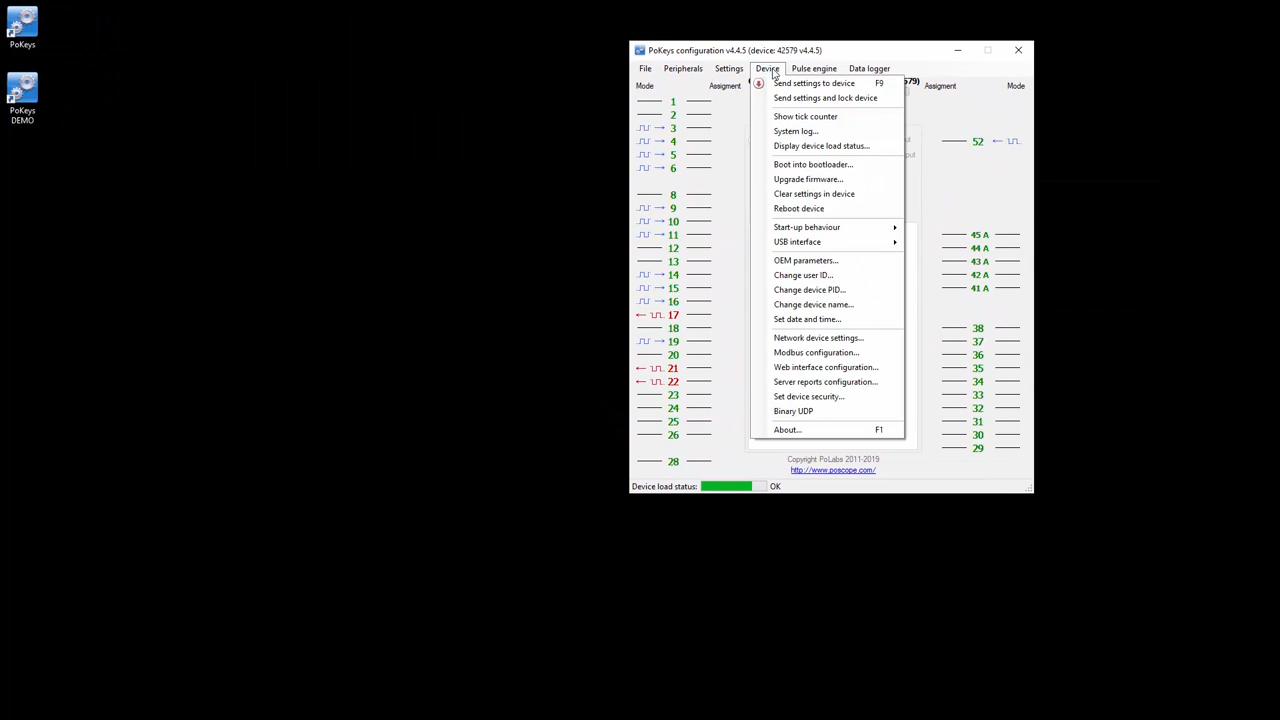 PoKeys
PoKeys
DEMO
PoKeys configuration v4.4.5 (device: 42579 v4.4.5)
File Peripherals Settings Device Pulse engine Data logger
Mode Assigment 579) Assigment Mode
Send settings to device F9
Send settings and lock device
Show tick counter
System log...
Display device load status...
Boot into bootloader...
Upgrade firmware...
Clear settings in device
Reboot device
Start-up behaviour
USB interface
OEM parameters...
Change user ID...
Change device PID...
Change device name...
Set date and time...
Network device settings...
Modbus configuration...
Web interface configuration...
Server reports configuration...
Set device security...
Binary UDP
About... F1
1
2
3
4
5
6
8
9
10
11
12
13
14
15
16
17
18
19
20
21
22
23
24
25
26
28
52
45 A
44 A
43 A
42 A
41 A
38
37
36
35
34
33
32
31
30
29
Copyright PoLabs 2011-2019
http://www.poscope.com/
Device load status: OK